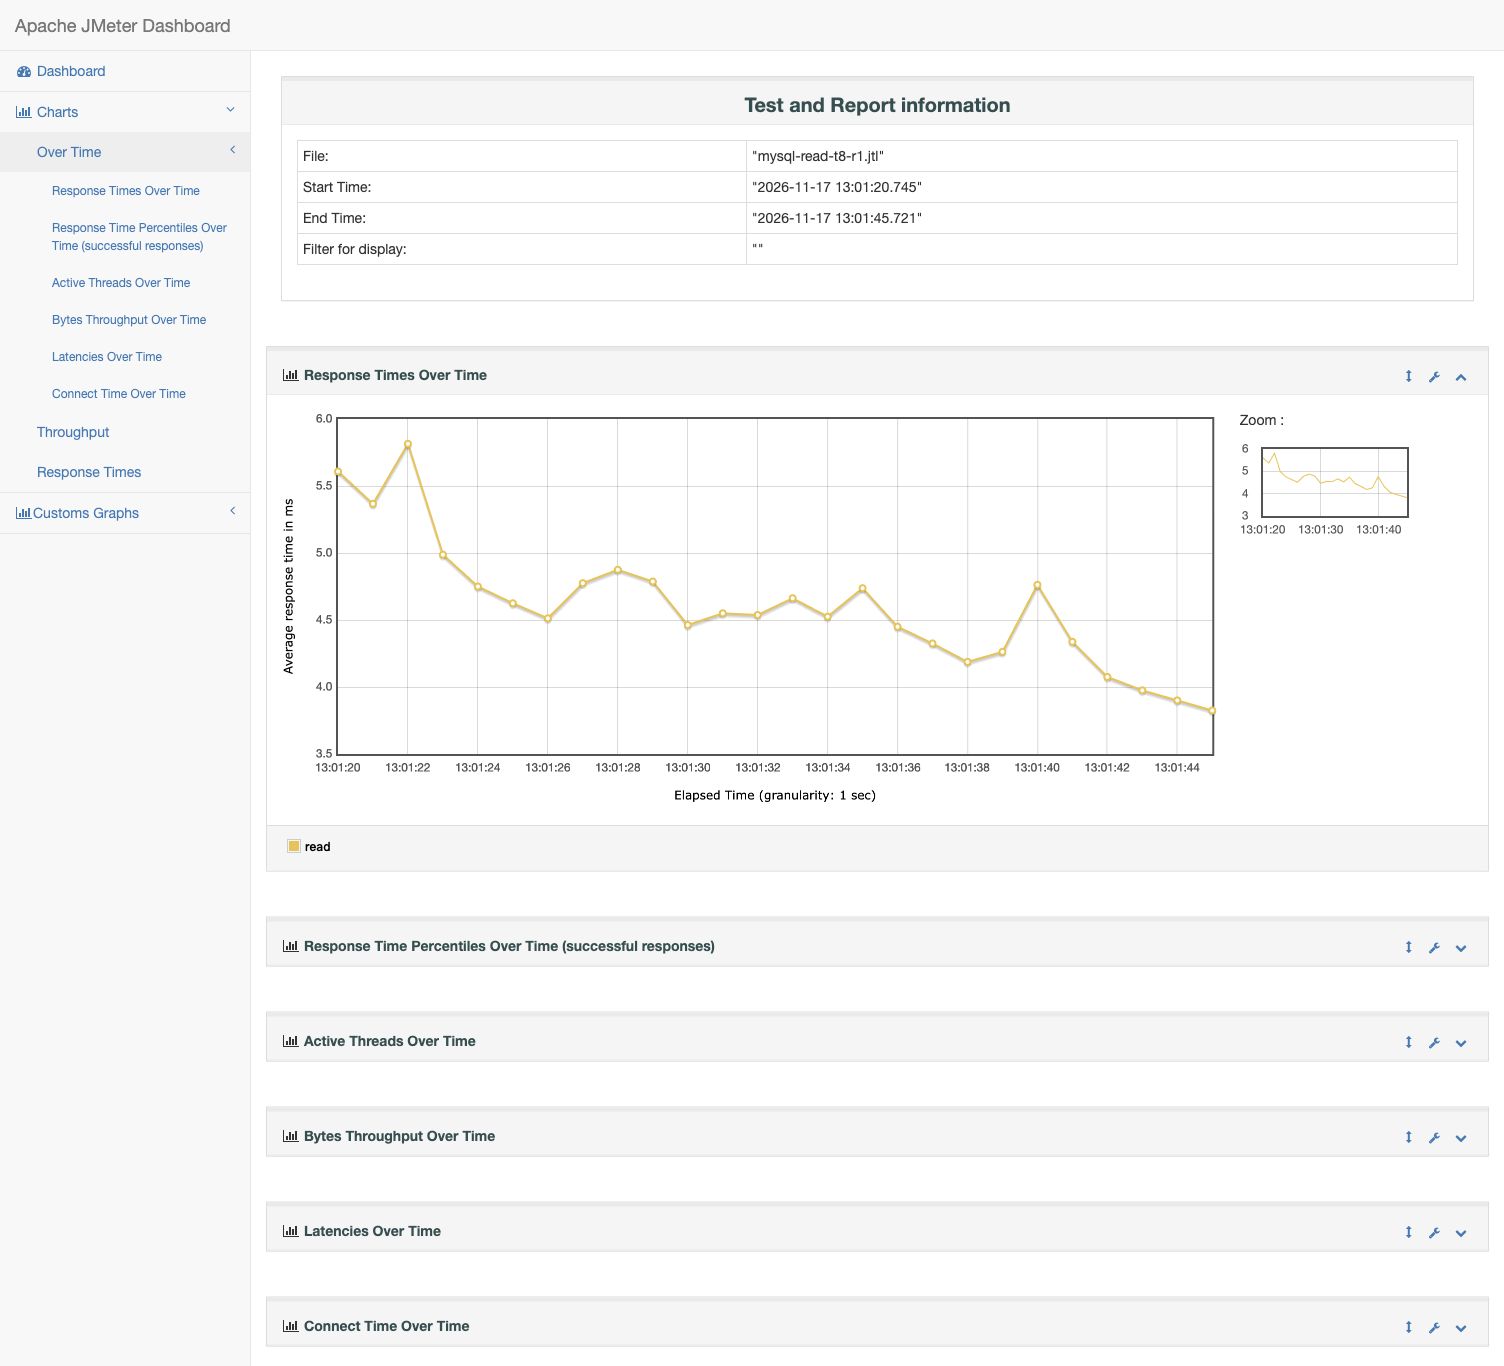 Apache JMeter Dashboard
Dashboard
Charts
Over Time
Response Times Over Time
Response Time Percentiles Over
Time (successful responses)
Active Threads Over Time
Bytes Throughput Over Time
Latencies Over Time
Connect Time Over Time
Throughput
Response Times
Customs Graphs
Test and Report information
File: "mysql-read-t8-r1.jtl"
Start Time: "2026-11-17 13:01:20.745"
End Time: "2026-11-17 13:01:45.721"
Filter for display: ""
Response Times Over Time
6.0
5.5
5.0
4.5
4.0
3.5
Average response time in ms
13:01:20 13:01:22 13:01:24 13:01:26 13:01:28 13:01:30 13:01:32 13:01:34 13:01:36 13:01:38 13:01:40 13:01:42 13:01:44
Elapsed Time (granularity: 1 sec)
Zoom :
6
5
4
3
13:01:20 13:01:30 13:01:40
read
Response Time Percentiles Over Time (successful responses)
Active Threads Over Time
Bytes Throughput Over Time
Latencies Over Time
Connect Time Over Time